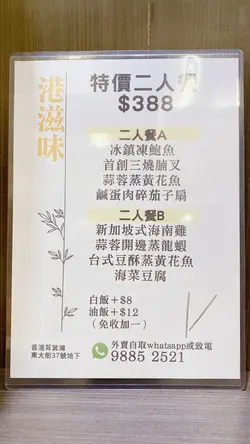 港滋味
特價二人餐
$388
二人餐A
冰鎮凍鮑魚
首創三燒腩叉
蒜蓉蒸黃花魚
鹹蛋肉碎茄子扇
二人餐B
新加坡式海南雞
蒜蓉開邊蒸龍蝦
台式豆酥蒸黃花魚
海菜豆腐
白飯+$8
油飯+$12
(免收加一)
香港筲箕灣
東大街37號地下
外賣自取whatsapp或致電
9885 2521